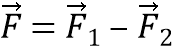 F⃗ = F⃗₁ − F⃗₂